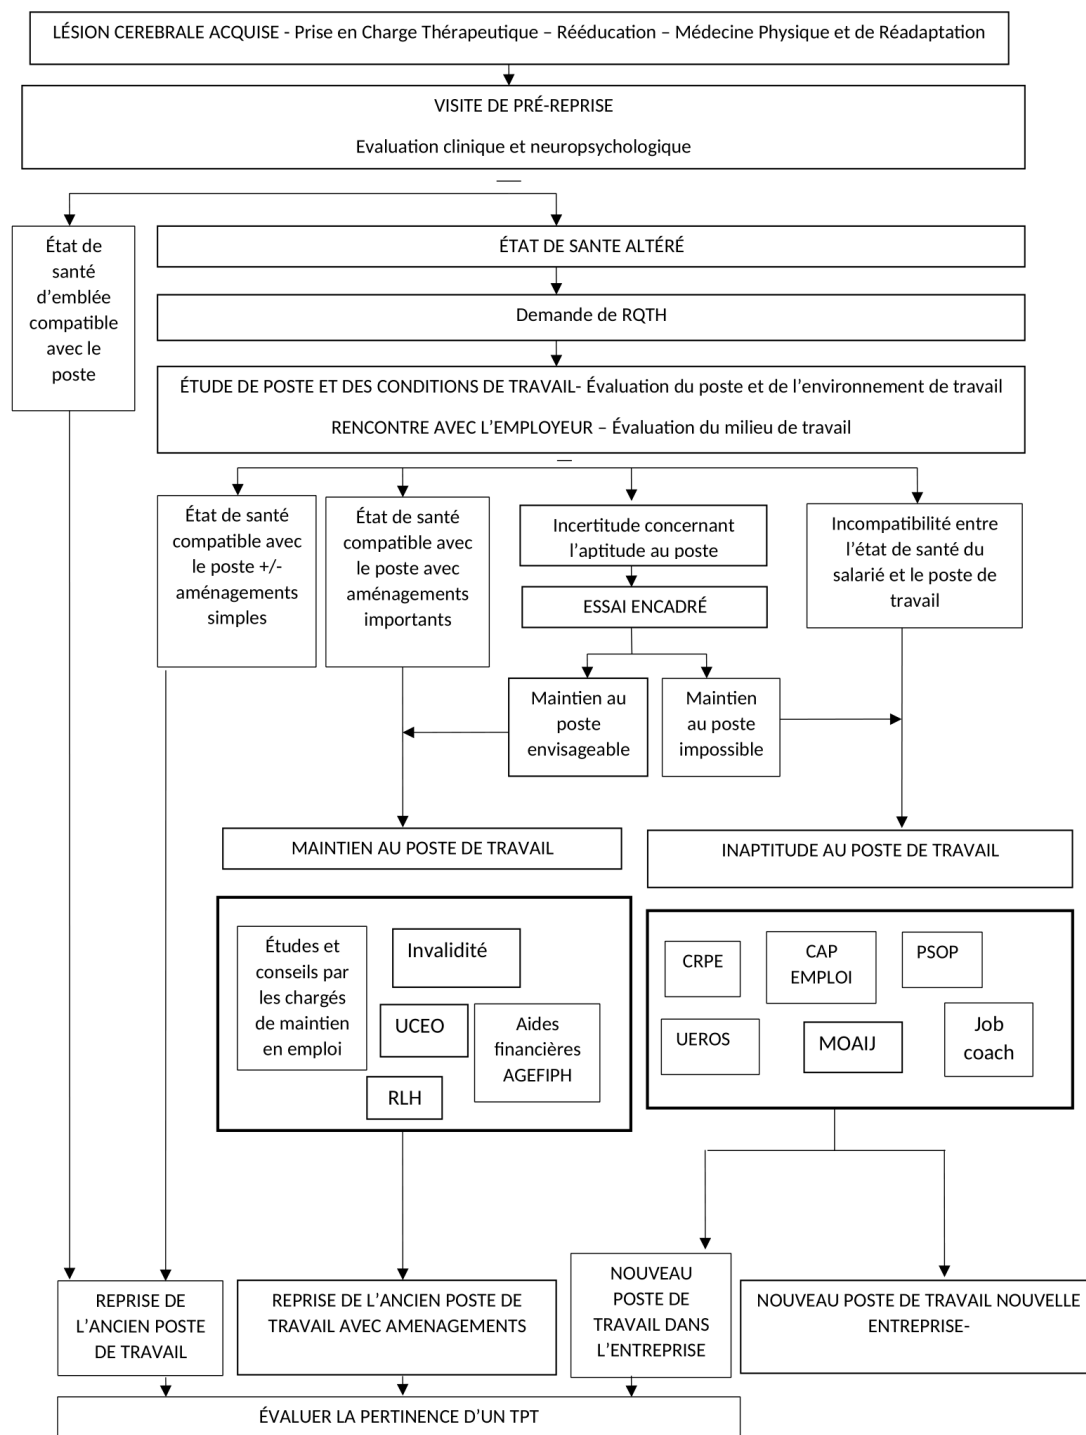 LÉSION CEREBRALE ACQUISE - Prise en Charge Thérapeutique – Rééducation – Médecine Physique et de Réadaptation
VISITE DE PRÉ-REPRISE
Evaluation clinique et neuropsychologique
État de
santé
d’emblée
compatible
avec le
poste
ÉTAT DE SANTE ALTÉRÉ
Demande de RQTH
ÉTUDE DE POSTE ET DES CONDITIONS DE TRAVAIL- Évaluation du poste et de l’environnement de travail
RENCONTRE AVEC L’EMPLOYEUR – Évaluation du milieu de travail
État de santé
compatible avec
le poste +/-
aménagements
simples
État de santé
compatible avec
le poste avec
aménagements
importants
Incertitude concernant
l’aptitude au poste
ESSAI ENCADRÉ
Incompatibilité entre
l’état de santé du
salarié et le poste de
travail
Maintien au
poste
envisageable
Maintien
au poste
impossible
MAINTIEN AU POSTE DE TRAVAIL
INAPTITUDE AU POSTE DE TRAVAIL
Études et
conseils par
les chargés
de maintien
en emploi
Invalidité
UCEO
Aides
financières
AGEFIPH
RLH
CRPE
CAP
EMPLOI
PSOP
UEROS
MOAIJ
Job
coach
REPRISE DE
L’ANCIEN POSTE
DE TRAVAIL
REPRISE DE L’ANCIEN POSTE DE
TRAVAIL AVEC AMENAGEMENTS
NOUVEAU
POSTE DE
TRAVAIL DANS
L’ENTREPRISE
NOUVEAU POSTE DE TRAVAIL NOUVELLE
ENTREPRISE-
ÉVALUER LA PERTINENCE D’UN TPT